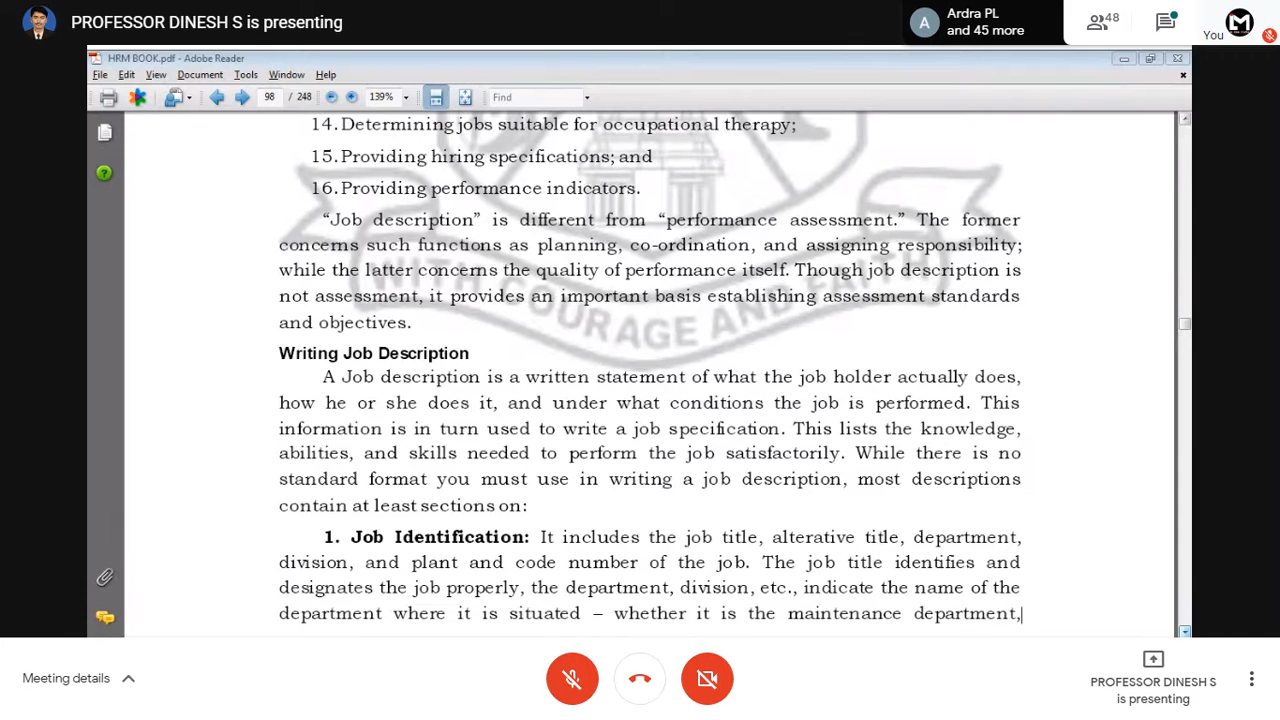 PROFESSOR DINESH S is presenting
A
Ardra PL
and 45 more
48
You
M
HRM BOOK.pdf - Adobe Reader
File Edit View Document Tools Window Help
98 / 248 139% Find
14. Determining jobs suitable for occupational therapy;
15. Providing hiring specifications; and
16. Providing performance indicators.
“Job description” is different from “performance assessment.” The former
concerns such functions as planning, co-ordination, and assigning responsibility;
while the latter concerns the quality of performance itself. Though job description is
not assessment, it provides an important basis establishing assessment standards
and objectives.
WITH COURAGE AND FAITH
Writing Job Description
A Job description is a written statement of what the job holder actually does,
how he or she does it, and under what conditions the job is performed. This
information is in turn used to write a job specification. This lists the knowledge,
abilities, and skills needed to perform the job satisfactorily. While there is no
standard format you must use in writing a job description, most descriptions
contain at least sections on:
1. Job Identification: It includes the job title, alterative title, department,
division, and plant and code number of the job. The job title identifies and
designates the job properly, the department, division, etc., indicate the name of the
department where it is situated – whether it is the maintenance department,
Meeting details
PROFESSOR DINESH S
is presenting